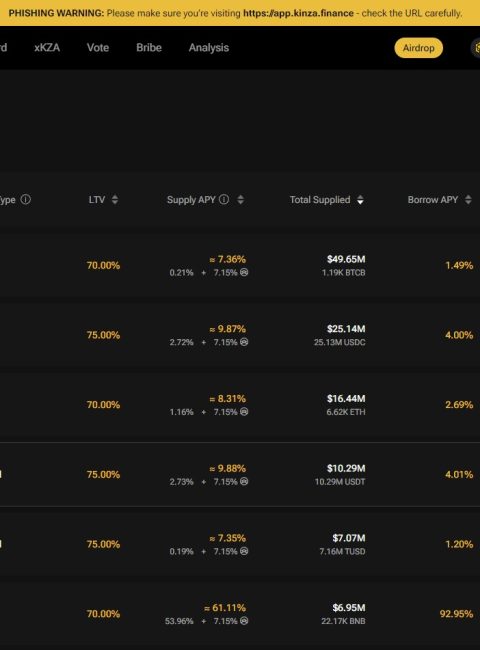 PHISHING WARNING: Please make sure you're visiting https://app.kinza.finance - check the URL carefully.
xKZA Vote Bribe Analysis Airdrop
LTV Supply APY Total Supplied Borrow APY
70.00% ≈ 7.36% $49.65M 1.49%
0.21% + 7.15% 1.19K BTCB
75.00% ≈ 9.87% $25.14M 4.00%
2.72% + 7.15% 25.13M USDC
70.00% ≈ 8.31% $16.44M 2.69%
1.16% + 7.15% 6.62K ETH
75.00% ≈ 9.88% $10.29M 4.01%
2.73% + 7.15% 10.29M USDT
75.00% ≈ 7.35% $7.07M 1.20%
0.19% + 7.15% 7.16M TUSD
70.00% ≈ 61.11% $6.95M 92.95%
53.96% + 7.15% 22.17K BNB